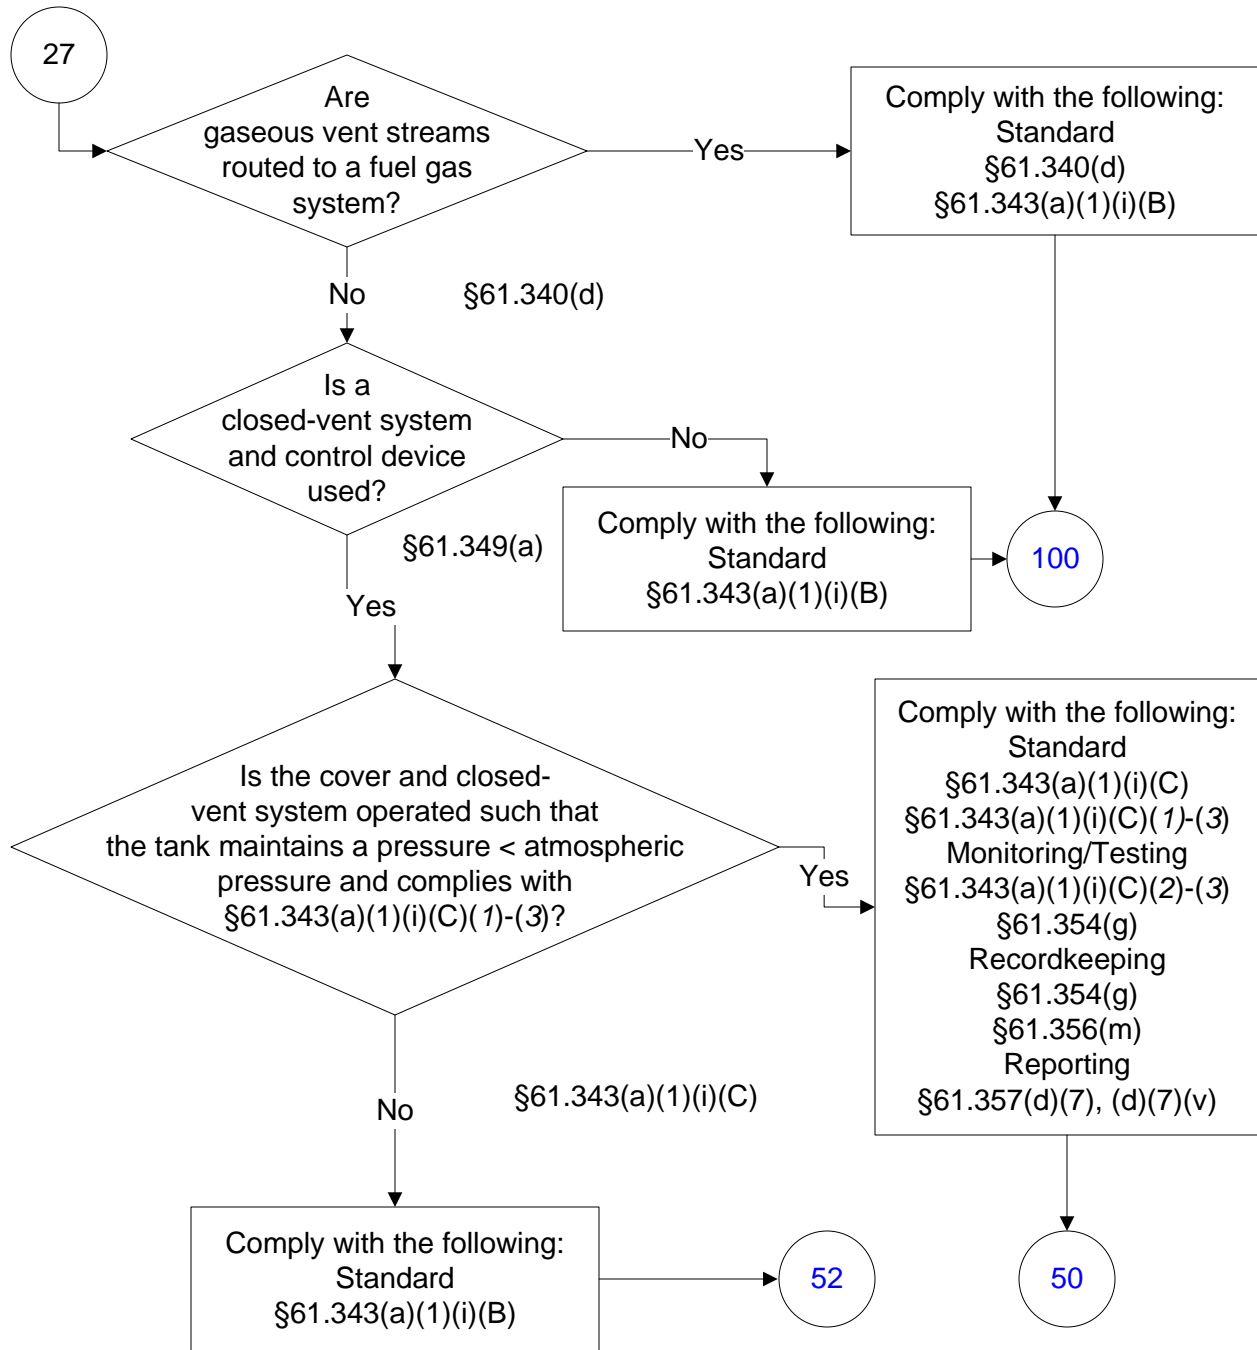 27
Are
gaseous vent streams
routed to a fuel gas
system?
Yes
Comply with the following:
Standard
§61.340(d)
§61.343(a)(1)(i)(B)
No
§61.340(d)
Is a
closed-vent system
and control device
used?
No
Comply with the following:
Standard
§61.343(a)(1)(i)(B)
100
§61.349(a)
Yes
Is the cover and closed-
vent system operated such that
the tank maintains a pressure < atmospheric
pressure and complies with
§61.343(a)(1)(i)(C)(1)-(3)?
Yes
Comply with the following:
Standard
§61.343(a)(1)(i)(C)
§61.343(a)(1)(i)(C)(1)-(3)
Monitoring/Testing
§61.343(a)(1)(i)(C)(2)-(3)
§61.354(g)
Recordkeeping
§61.354(g)
§61.356(m)
Reporting
§61.357(d)(7), (d)(7)(v)
No
§61.343(a)(1)(i)(C)
Comply with the following:
Standard
§61.343(a)(1)(i)(B)
52
50